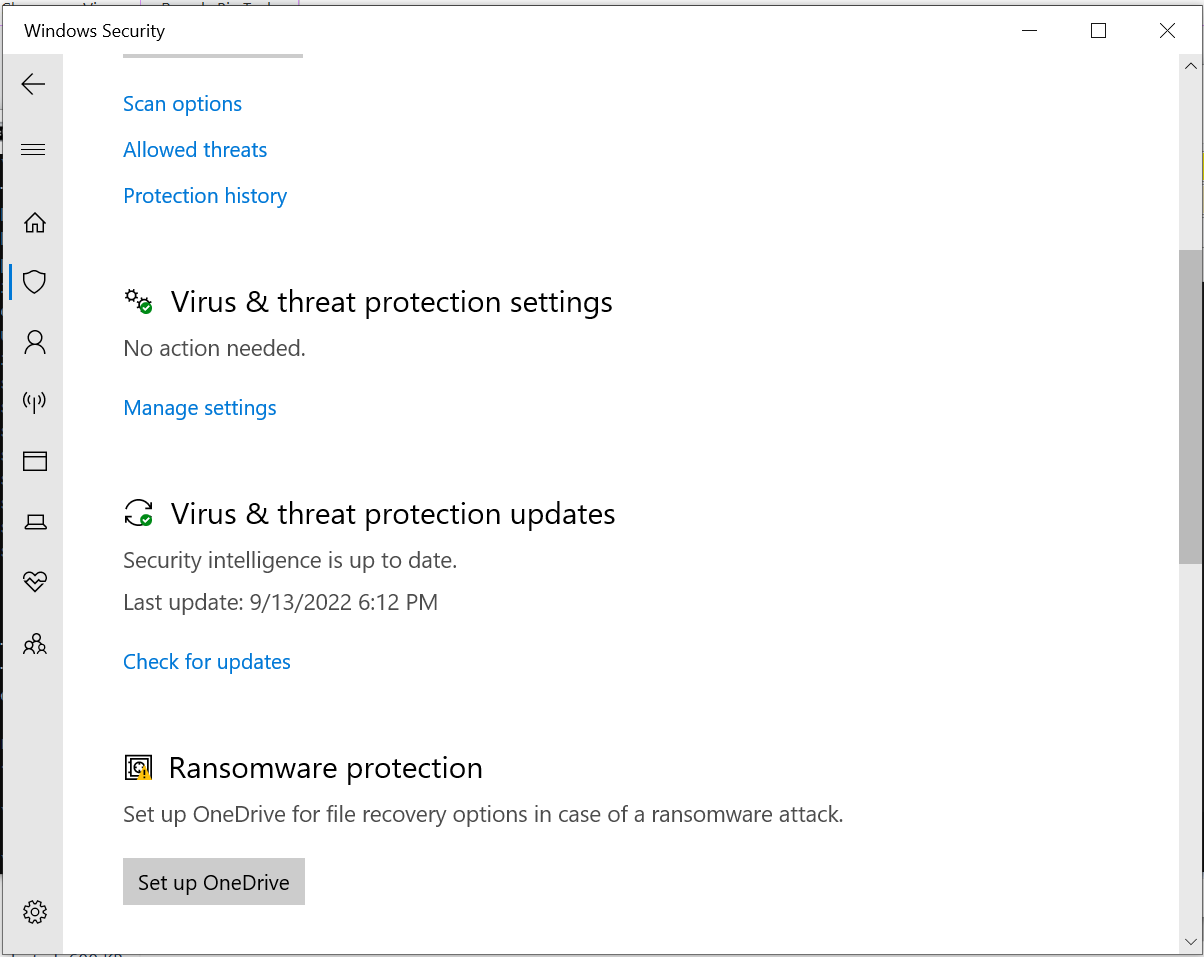 Windows Security
Scan options
Allowed threats
Protection history
Virus & threat protection settings
No action needed.
Manage settings
Virus & threat protection updates
Security intelligence is up to date.
Last update: 9/13/2022 6:12 PM
Check for updates
Ransomware protection
Set up OneDrive for file recovery options in case of a ransomware attack.
Set up OneDrive